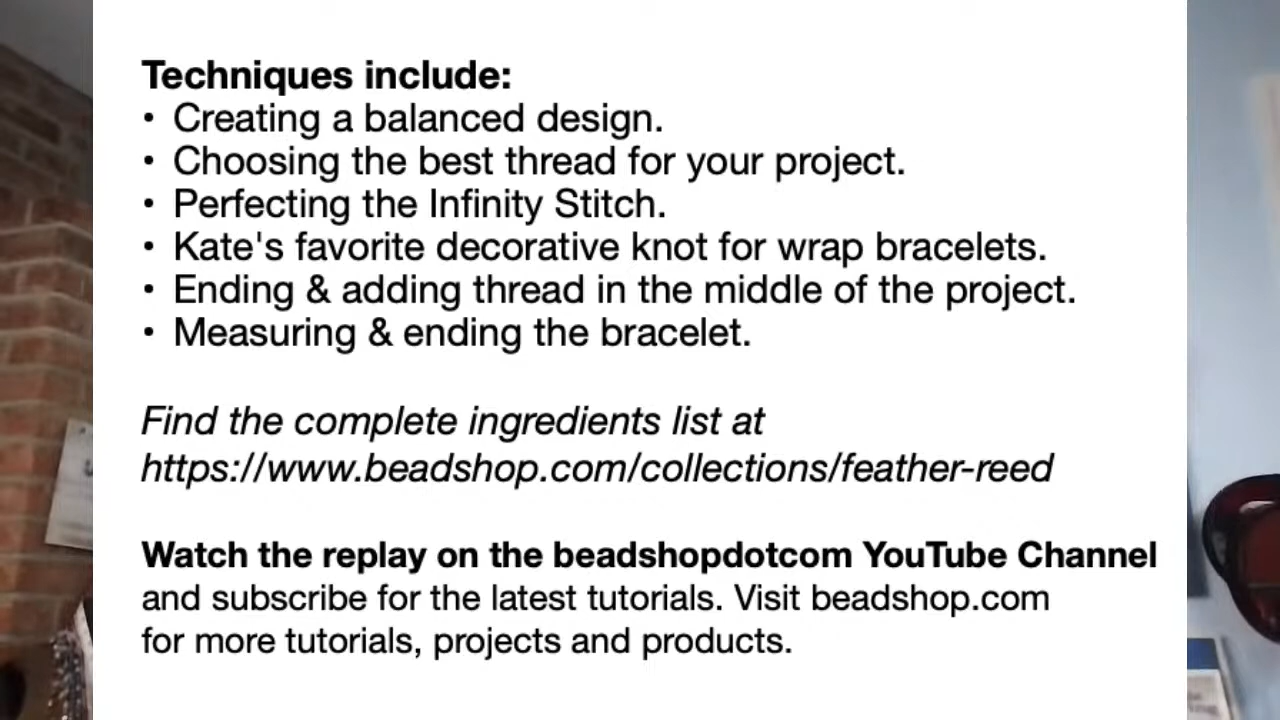 Techniques include:
• Creating a balanced design.
• Choosing the best thread for your project.
• Perfecting the Infinity Stitch.
• Kate's favorite decorative knot for wrap bracelets.
• Ending & adding thread in the middle of the project.
• Measuring & ending the bracelet.
Find the complete ingredients list at
https://www.beadshop.com/collections/feather-reed
Watch the replay on the beadshopdotcom YouTube Channel
and subscribe for the latest tutorials. Visit beadshop.com
for more tutorials, projects and products.